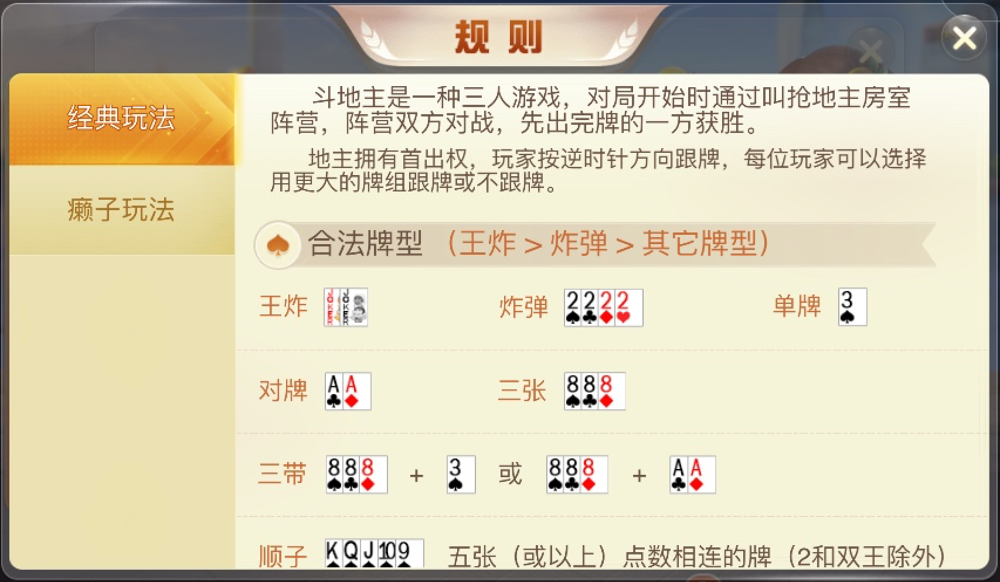 规则
经典玩法
癞子玩法
斗地主是一种三人游戏，对局开始时通过叫抢地主房室
阵营，阵营双方对战，先出完牌的一方获胜。
地主拥有首出权，玩家按逆时针方向跟牌，每位玩家可以选择
用更大的牌组跟牌或不跟牌。
合法牌型（王炸 > 炸弹 > 其它牌型）
王炸 JOKER JOKER 炸弹 2 2 2 2 单牌 3
对牌 A A 三张 8 8 8
三带 8 8 8 + 3 或 8 8 8 + A A
顺子 K Q J 10 9 五张（或以上）点数相连的牌（2和双王除外）